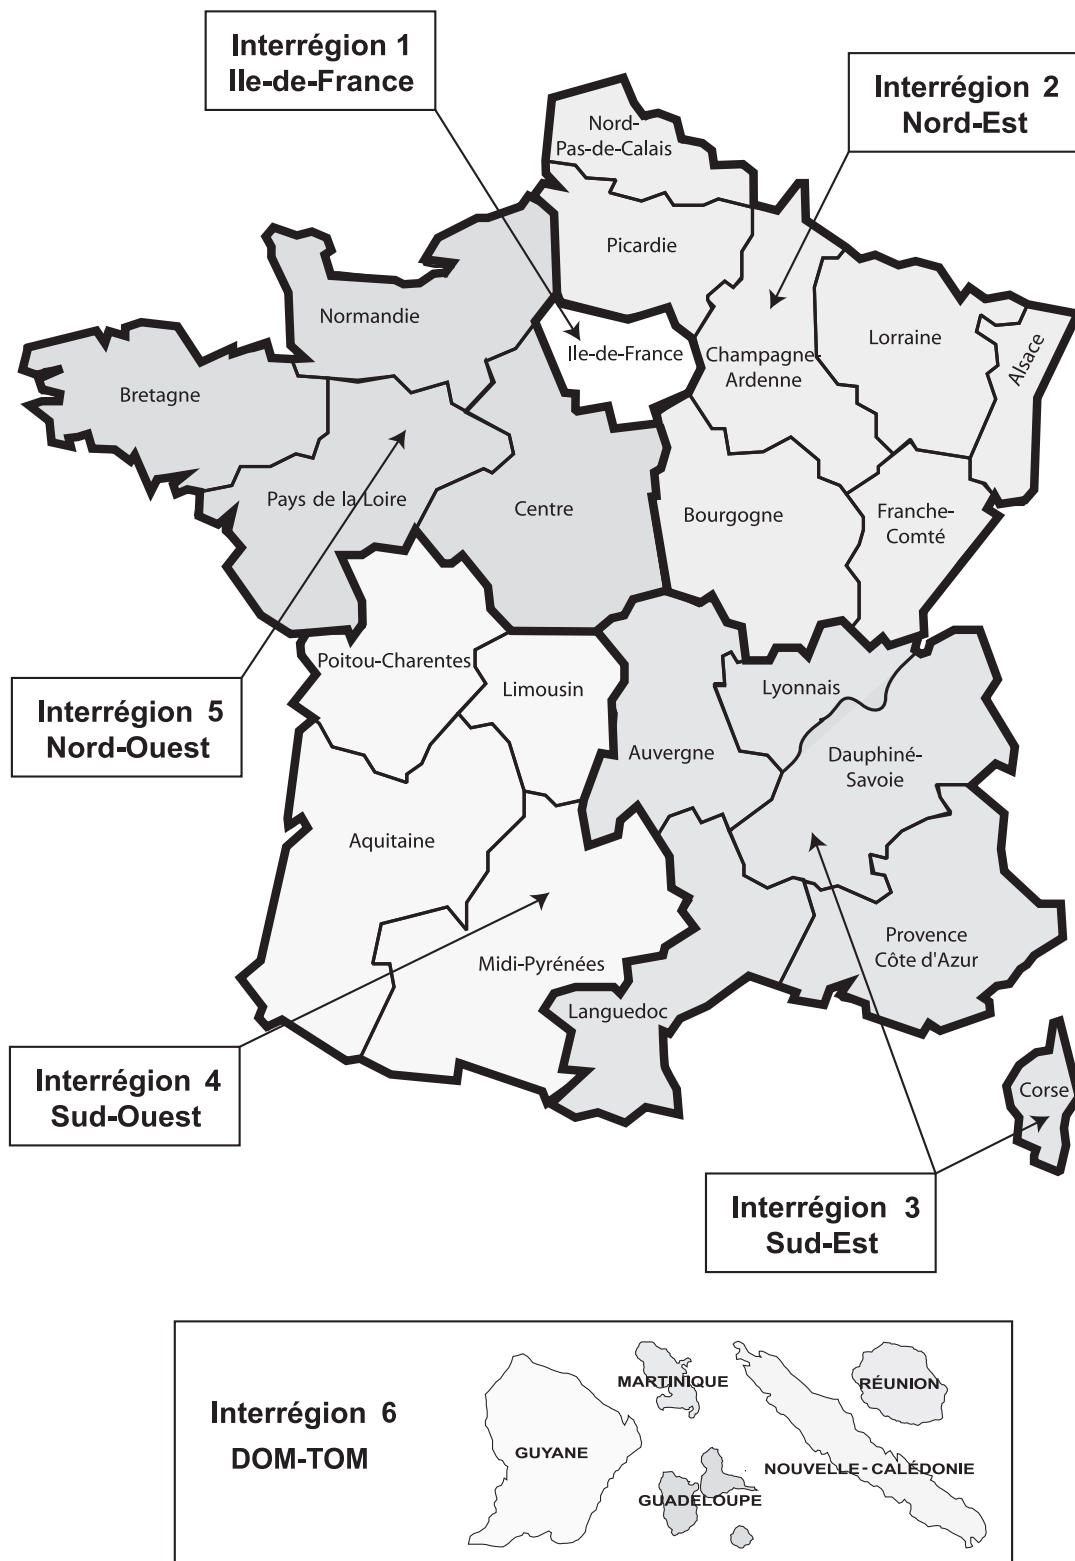 Interrégion 1
Ile-de-France
Interrégion 2
Nord-Est
Nord-
Pas-de-Calais
Picardie
Normandie
Ile-de-France
Champagne-
Ardenne
Lorraine
Alsace
Bretagne
Pays de la Loire
Centre
Bourgogne
Franche-
Comté
Interrégion 5
Nord-Ouest
Poitou-Charentes
Limousin
Lyonnais
Auvergne
Dauphiné-
Savoie
Aquitaine
Midi-Pyrénées
Provence
Côte d'Azur
Languedoc
Interrégion 4
Sud-Ouest
Corse
Interrégion 3
Sud-Est
Interrégion 6
DOM-TOM
GUYANE
MARTINIQUE
GUADELOUPE
NOUVELLE-CALÉDONIE
RÉUNION